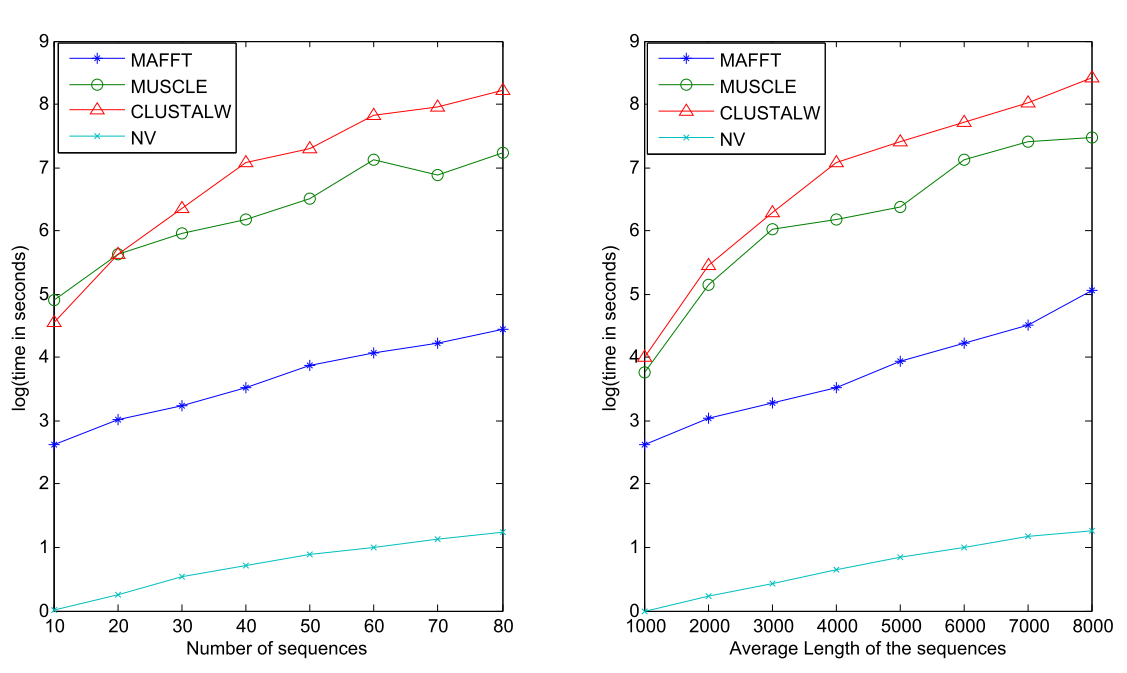 9
8
7
6
5
4
3
2
1
0
log(time in seconds)
MAFFT
MUSCLE
CLUSTALW
NV
10 20 30 40 50 60 70 80
Number of sequences
9
8
7
6
5
4
3
2
1
0
log(time in seconds)
MAFFT
MUSCLE
CLUSTALW
NV
1000 2000 3000 4000 5000 6000 7000 8000
Average Length of the sequences